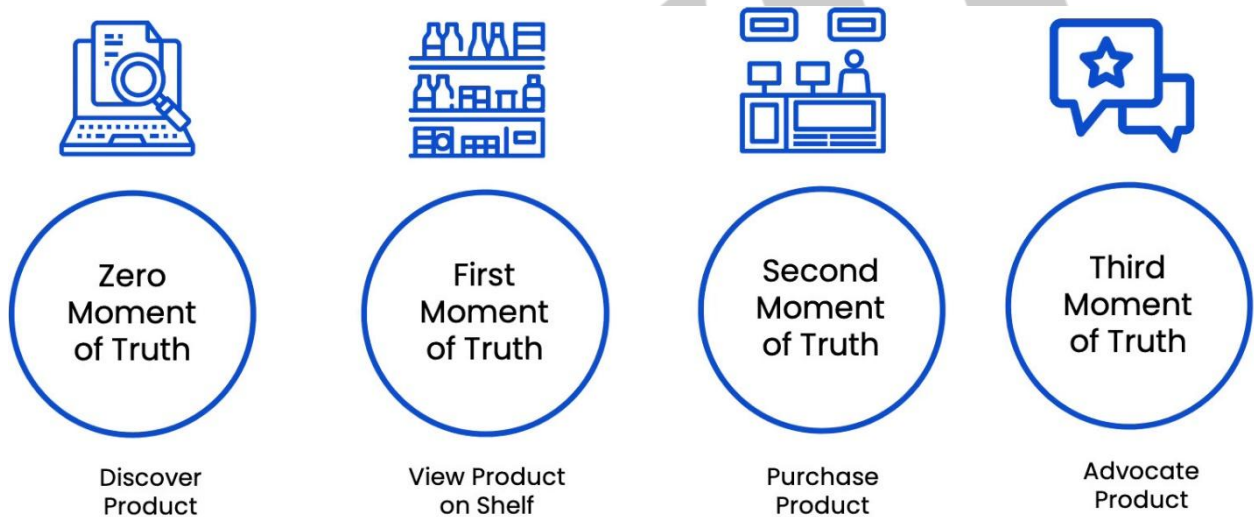 Zero
Moment
of Truth
First
Moment
of Truth
Second
Moment
of Truth
Third
Moment
of Truth
Discover
Product
View Product
on Shelf
Purchase
Product
Advocate
Product